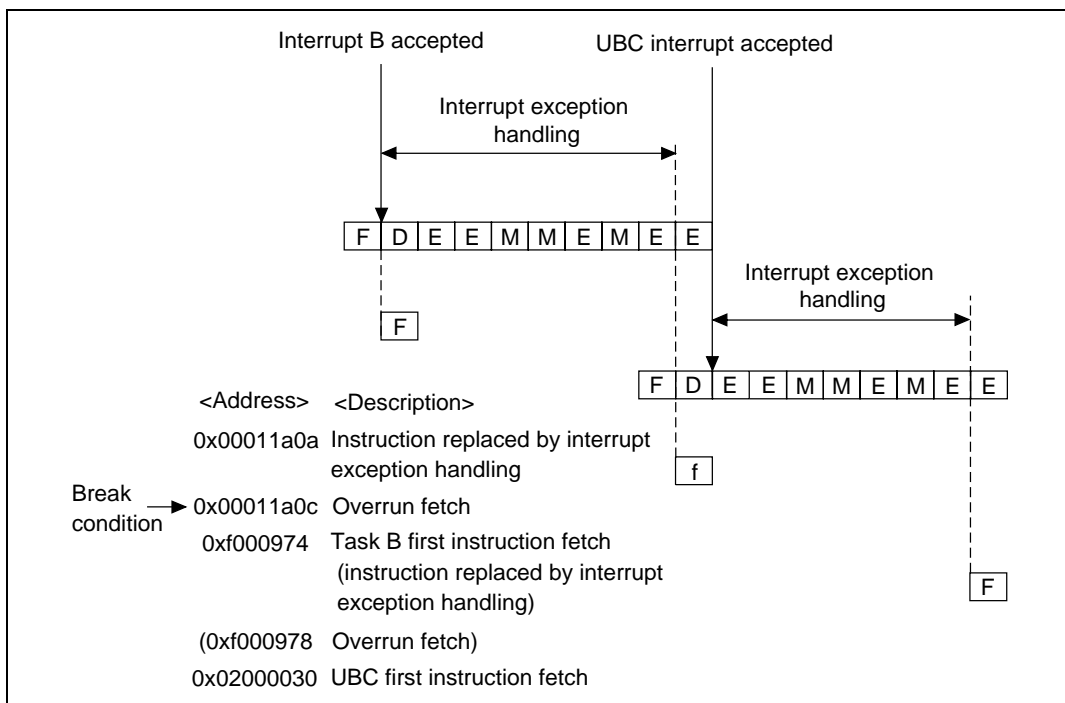 Interrupt B accepted
UBC interrupt accepted
Interrupt exception
handling
F D E E M M E M E E
Interrupt exception
handling
F
F D E E M M E M E E
<Address> <Description>
0x00011a0a Instruction replaced by interrupt
exception handling
f
Break
condition
0x00011a0c Overrun fetch
0xf000974 Task B first instruction fetch
(instruction replaced by interrupt
exception handling)
F
(0xf000978 Overrun fetch)
0x02000030 UBC first instruction fetch